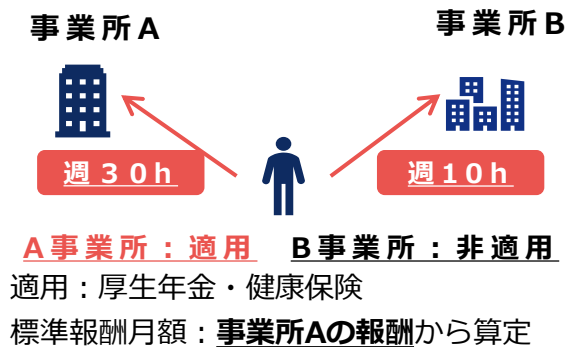 事業所A
事業所B
週30h
週10h
A事業所：適用
B事業所：非適用
適用：厚生年金・健康保険
標準報酬月額：事業所Aの報酬から算定